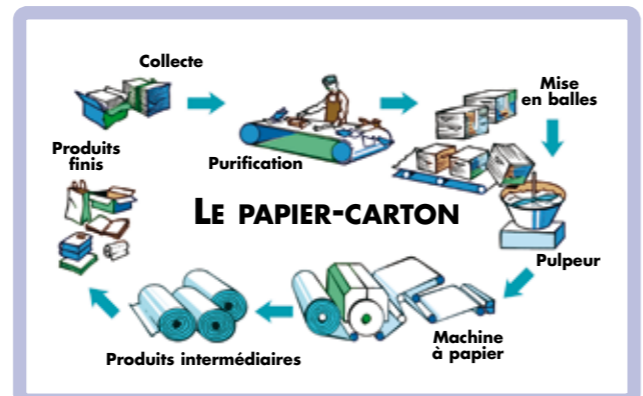 Collecte
Mise
en balles
Produits
finis
Purification
LE PAPIER-CARTON
Pulpeur
Machine
à papier
Produits intermédiaires